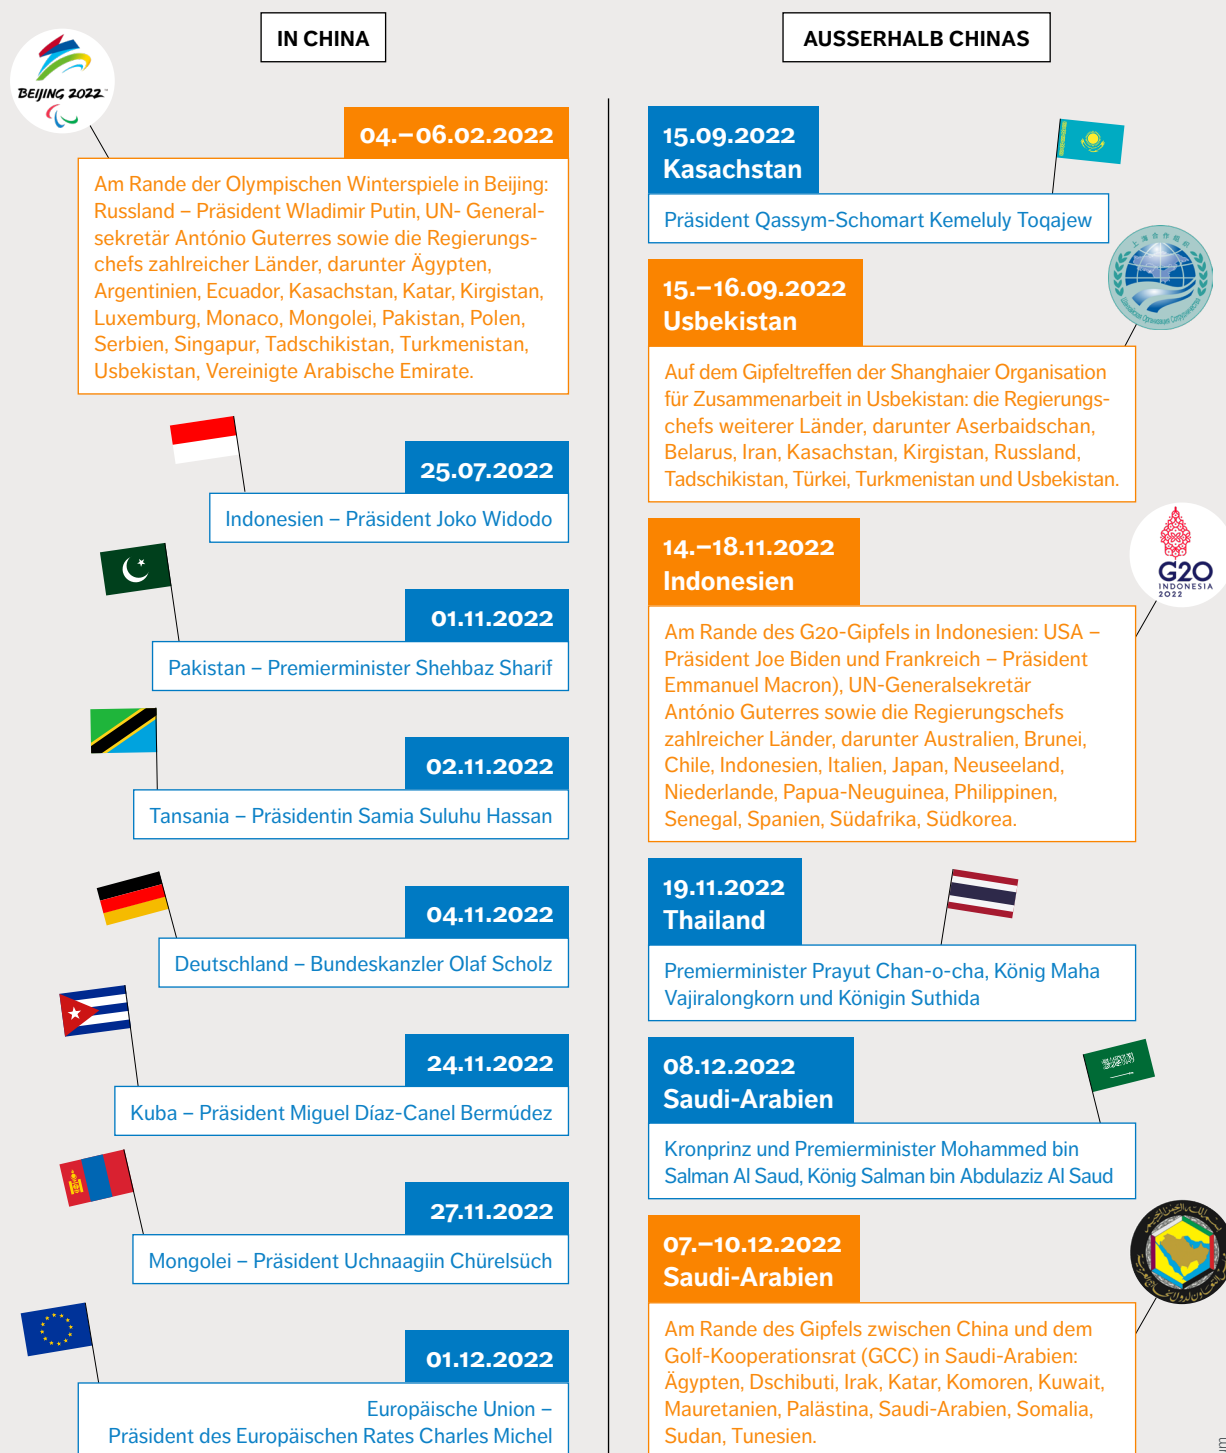 IN CHINA
BEIJING 2022
04.–06.02.2022
Am Rande der Olympischen Winterspiele in Beijing:
Russland – Präsident Wladimir Putin, UN- General-
sekretär António Guterres sowie die Regierungs-
chefs zahlreicher Länder, darunter Ägypten,
Argentinien, Ecuador, Kasachstan, Katar, Kirgistan,
Luxemburg, Monaco, Mongolei, Pakistan, Polen,
Serbien, Singapur, Tadschikistan, Turkmenistan,
Usbekistan, Vereinigte Arabische Emirate.
25.07.2022
Indonesien – Präsident Joko Widodo
01.11.2022
Pakistan – Premierminister Shehbaz Sharif
02.11.2022
Tansania – Präsidentin Samia Suluhu Hassan
04.11.2022
Deutschland – Bundeskanzler Olaf Scholz
24.11.2022
Kuba – Präsident Miguel Díaz-Canel Bermúdez
27.11.2022
Mongolei – Präsident Uchnaagiin Chürelsüch
01.12.2022
Europäische Union –
Präsident des Europäischen Rates Charles Michel
AUSSERHALB CHINAS
15.09.2022
Kasachstan
Präsident Qassym-Schomart Kemeluly Toqajew
上海合作组织
15.–16.09.2022
Usbekistan
Auf dem Gipfeltreffen der Shanghaier Organisation
für Zusammenarbeit in Usbekistan: die Regierungs-
chefs weiterer Länder, darunter Aserbaidschan,
Belarus, Iran, Kasachstan, Kirgistan, Russland,
Tadschikistan, Türkei, Turkmenistan und Usbekistan.
14.–18.11.2022
Indonesien
G20
INDONESIA
2022
Am Rande des G20-Gipfels in Indonesien: USA –
Präsident Joe Biden und Frankreich – Präsident
Emmanuel Macron), UN-Generalsekretär
António Guterres sowie die Regierungschefs
zahlreicher Länder, darunter Australien, Brunei,
Chile, Indonesien, Italien, Japan, Neuseeland,
Niederlande, Papua-Neuguinea, Philippinen,
Senegal, Spanien, Südafrika, Südkorea.
19.11.2022
Thailand
Premierminister Prayut Chan-o-cha, König Maha
Vajiralongkorn und Königin Suthida
08.12.2022
Saudi-Arabien
Kronprinz und Premierminister Mohammed bin
Salman Al Saud, König Salman bin Abdulaziz Al Saud
07.–10.12.2022
Saudi-Arabien
Am Rande des Gipfels zwischen China und dem
Golf-Kooperationsrat (GCC) in Saudi-Arabien:
Ägypten, Dschibuti, Irak, Katar, Komoren, Kuwait,
Mauretanien, Palästina, Saudi-Arabien, Somalia,
Sudan, Tunesien.